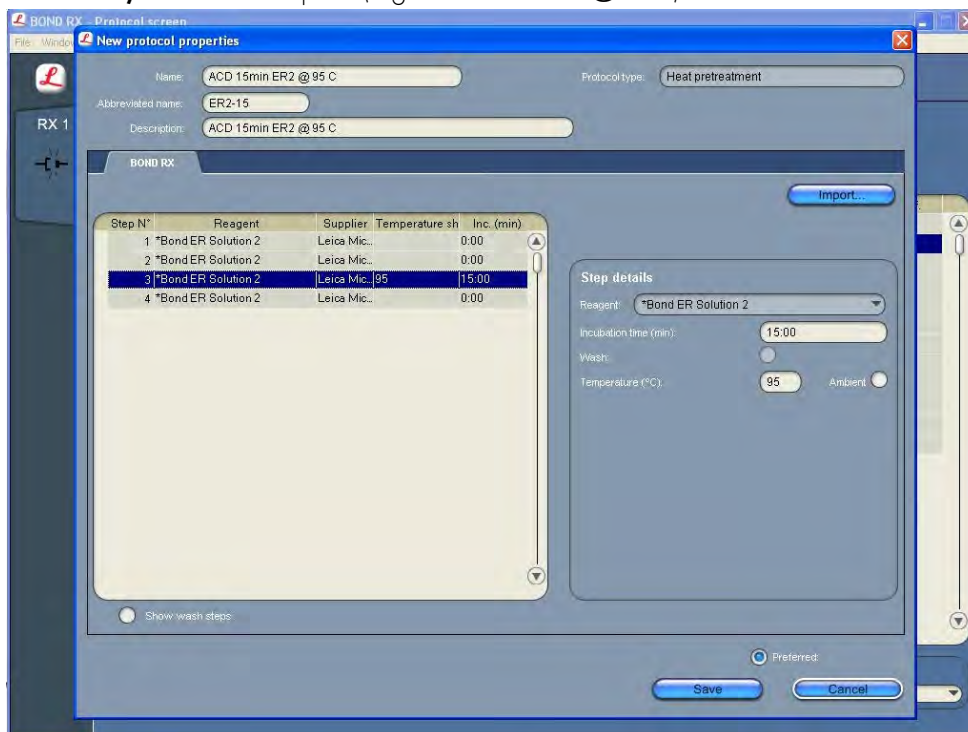 BOND RX - Protocol screen
File Window
New protocol properties
Name: ACD 15min ER2 @ 95 C
Protocol type: Heat pretreatment
Abbreviated name: ER2-15
Description: ACD 15min ER2 @ 95 C
RX 1
BOND RX
Import...
Step N° Reagent Supplier Temperature sh Inc. (min)
1 *Bond ER Solution 2 Leica Mic... 0:00
2 *Bond ER Solution 2 Leica Mic... 0:00
3 *Bond ER Solution 2 Leica Mic... 95 15:00
4 *Bond ER Solution 2 Leica Mic... 0:00
Step details
Reagent: *Bond ER Solution 2
Incubation time (min): 15:00
Wash:
Temperature (°C): 95 Ambient
Show wash steps
Preferred:
Save Cancel